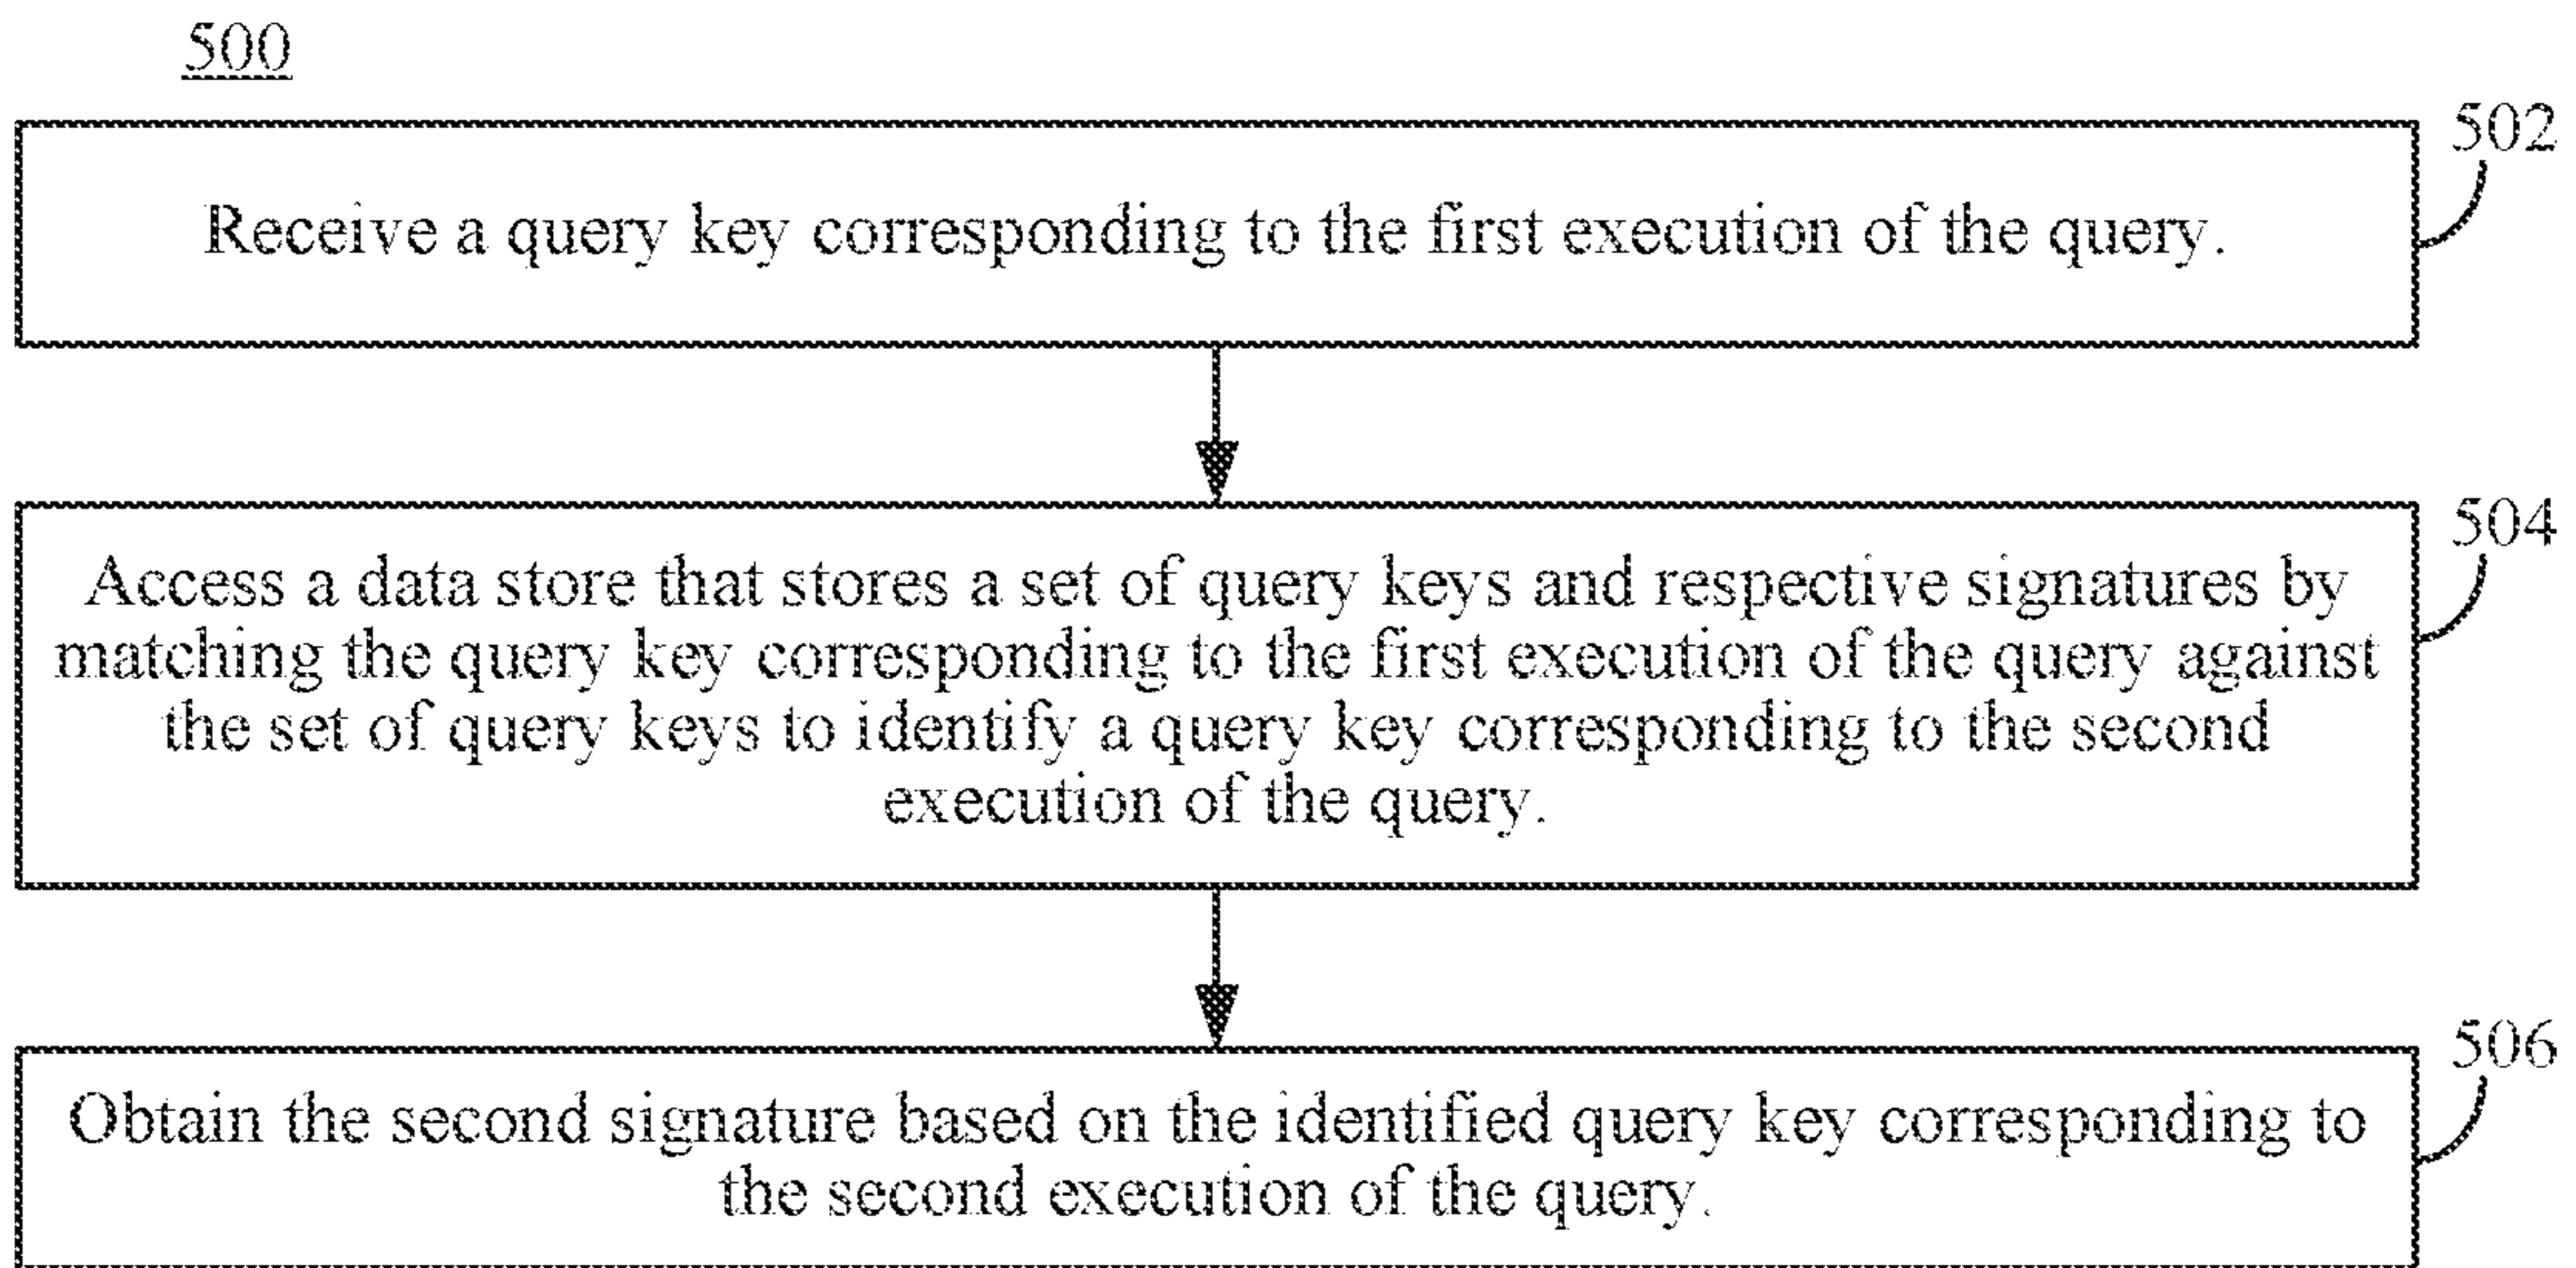 500
502
Receive a query key corresponding to the first execution of the query.
504
Access a data store that stores a set of query keys and respective signatures by
matching the query key corresponding to the first execution of the query against
the set of query keys to identify a query key corresponding to the second
execution of the query.
506
Obtain the second signature based on the identified query key corresponding to
the second execution of the query.